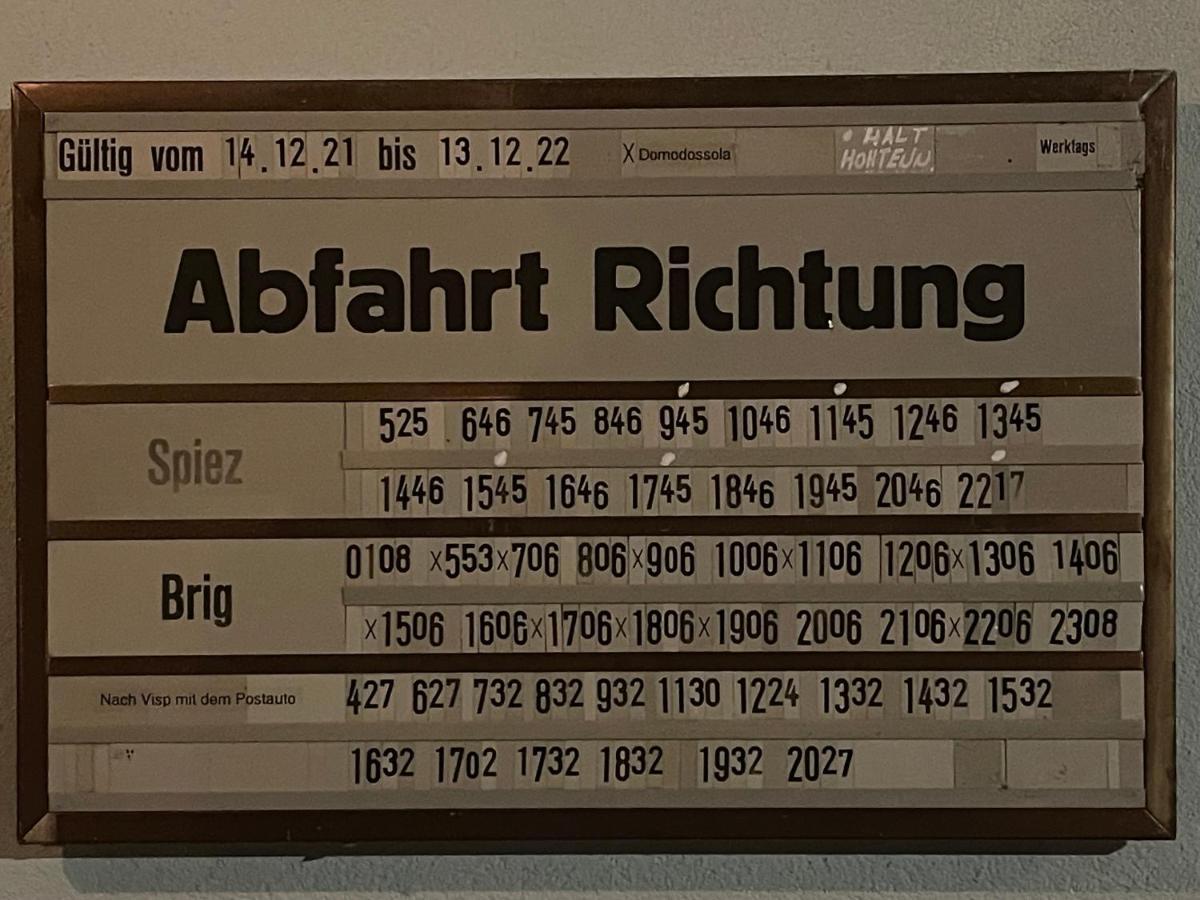 Gültig vom 14.12.21 bis 13.12.22 X Domodossola • HALT Werktags
HOHTENN
Abfahrt Richtung
Spiez 525 646 745 846 945 1046 1145 1246 1345
1446 1545 1646 1745 1846 1945 2046 2217
Brig 0108 x553 x706 806 x906 1006 x1106 1206 x1306 1406
x1506 1606 x1706 x1806 x1906 2006 2106 x2206 2308
Nach Visp mit dem Postauto 427 627 732 832 932 1130 1224 1332 1432 1532
1632 1702 1732 1832 1932 2027